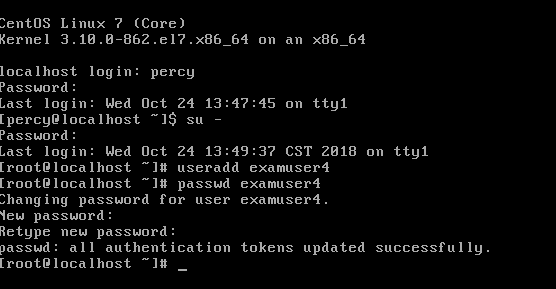 CentOS Linux 7 (Core)
Kernel 3.10.0-862.el7.x86_64 on an x86_64
localhost login: percy
Password:
Last login: Wed Oct 24 13:47:45 on tty1
[percy@localhost ~]$ su -
Password:
Last login: Wed Oct 24 13:49:37 CST 2018 on tty1
[root@localhost ~]# useradd examuser4
[root@localhost ~]# passwd examuser4
Changing password for user examuser4.
New password:
Retype new password:
passwd: all authentication tokens updated successfully.
[root@localhost ~]# _